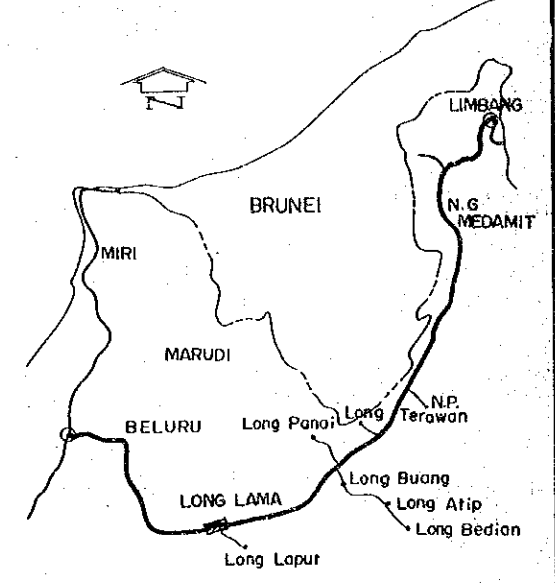 N
LIMBANG
BRUNEI
N.G
MEDAMIT
MIRI
MARUDI
N.P.
Long Terawan
BELURU
Long Panai
Long Buang
LONG LAMA
Long Atip
Long Bedian
Long Laput